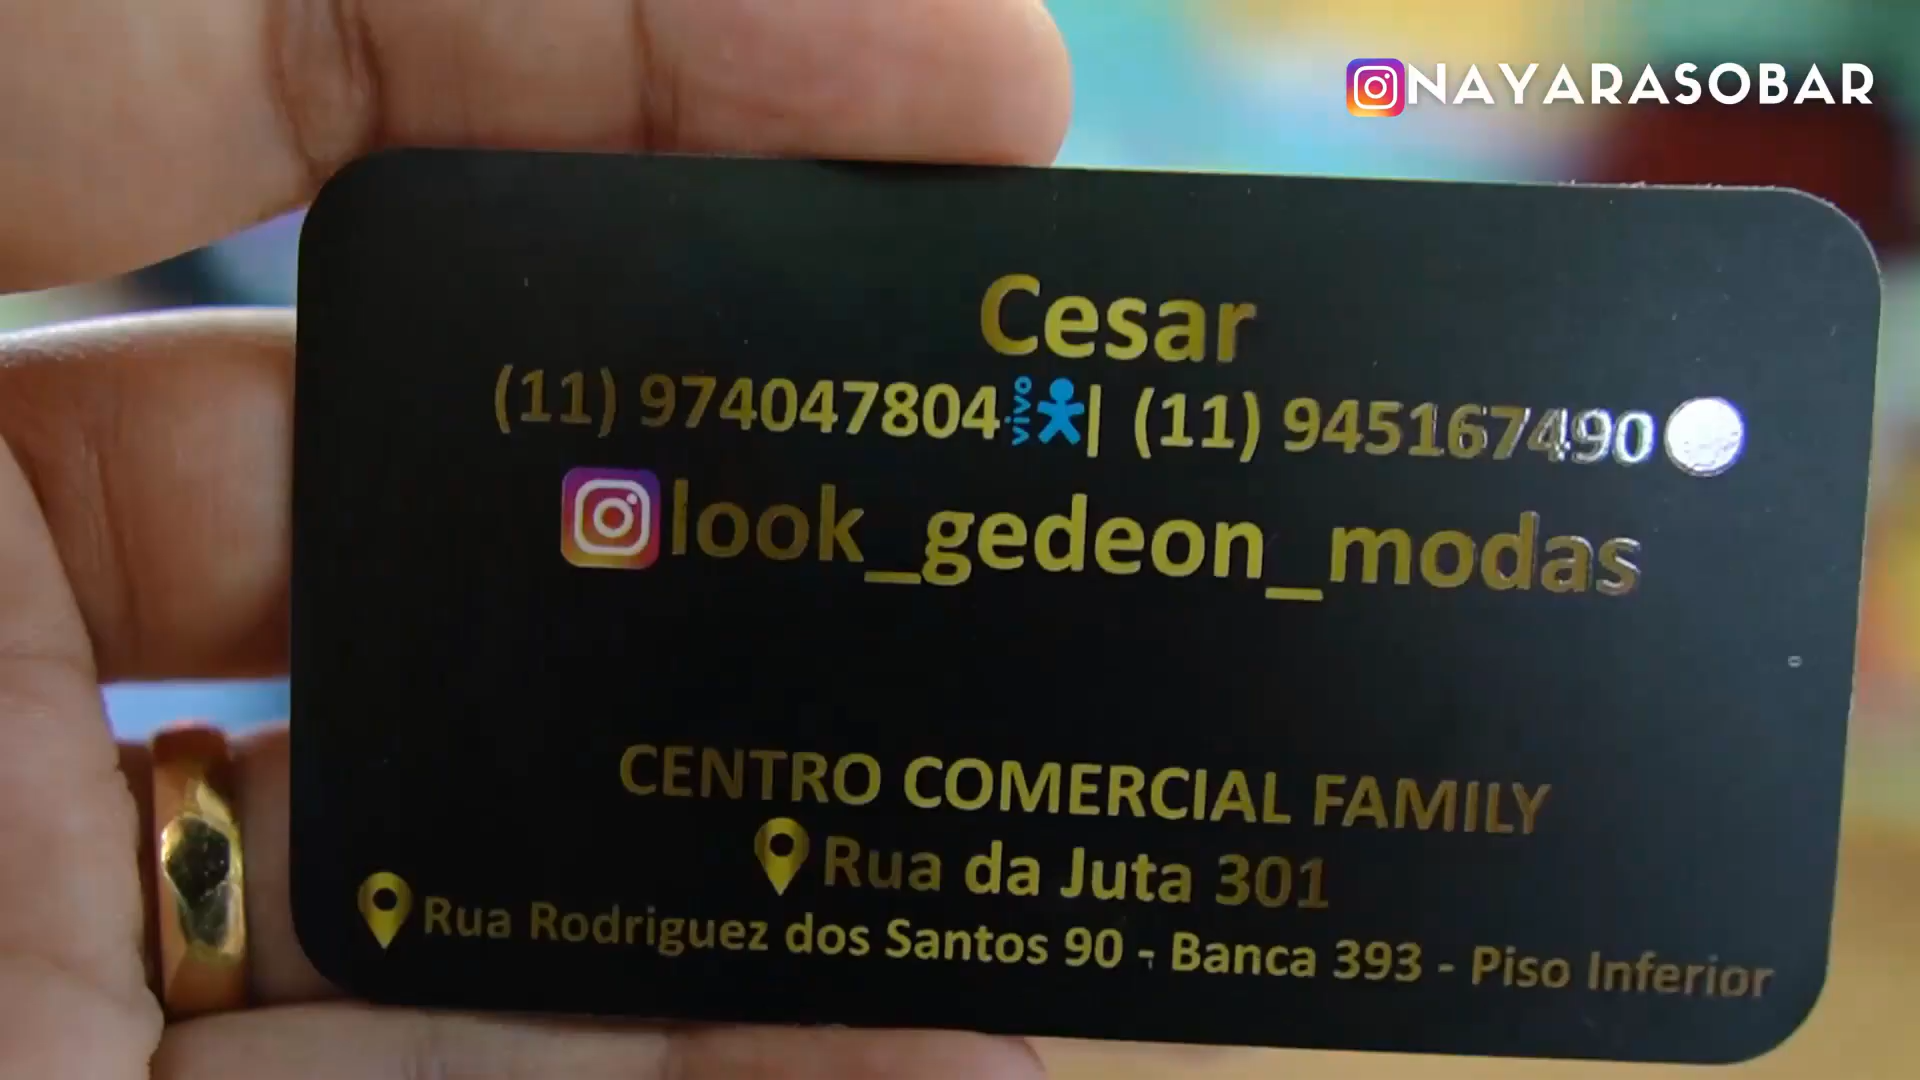 NAYARASOBAR
Cesar
(11) 974047804 vivo | (11) 945167490
look_gedeon_modas
CENTRO COMERCIAL FAMILY
Rua da Juta 301
Rua Rodriguez dos Santos 90 - Banca 393 - Piso Inferior